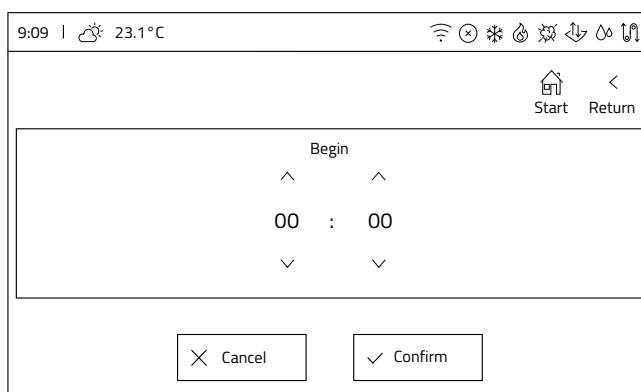 9:09 | 23.1°C
Start Return
Begin
00 : 00
Cancel Confirm